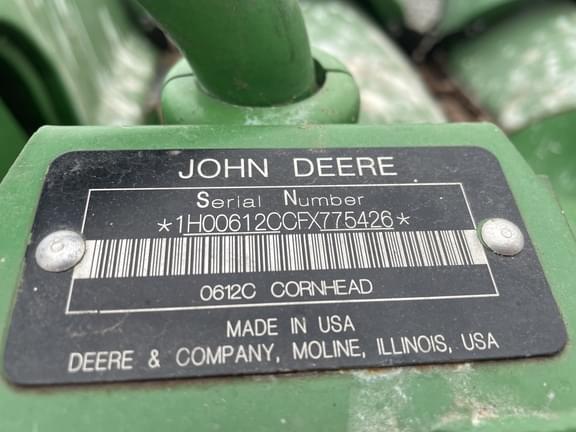 JOHN DEERE
Serial Number
*1H00612CCFX775426*
0612C CORNHEAD
MADE IN USA
DEERE & COMPANY, MOLINE, ILLINOIS, USA